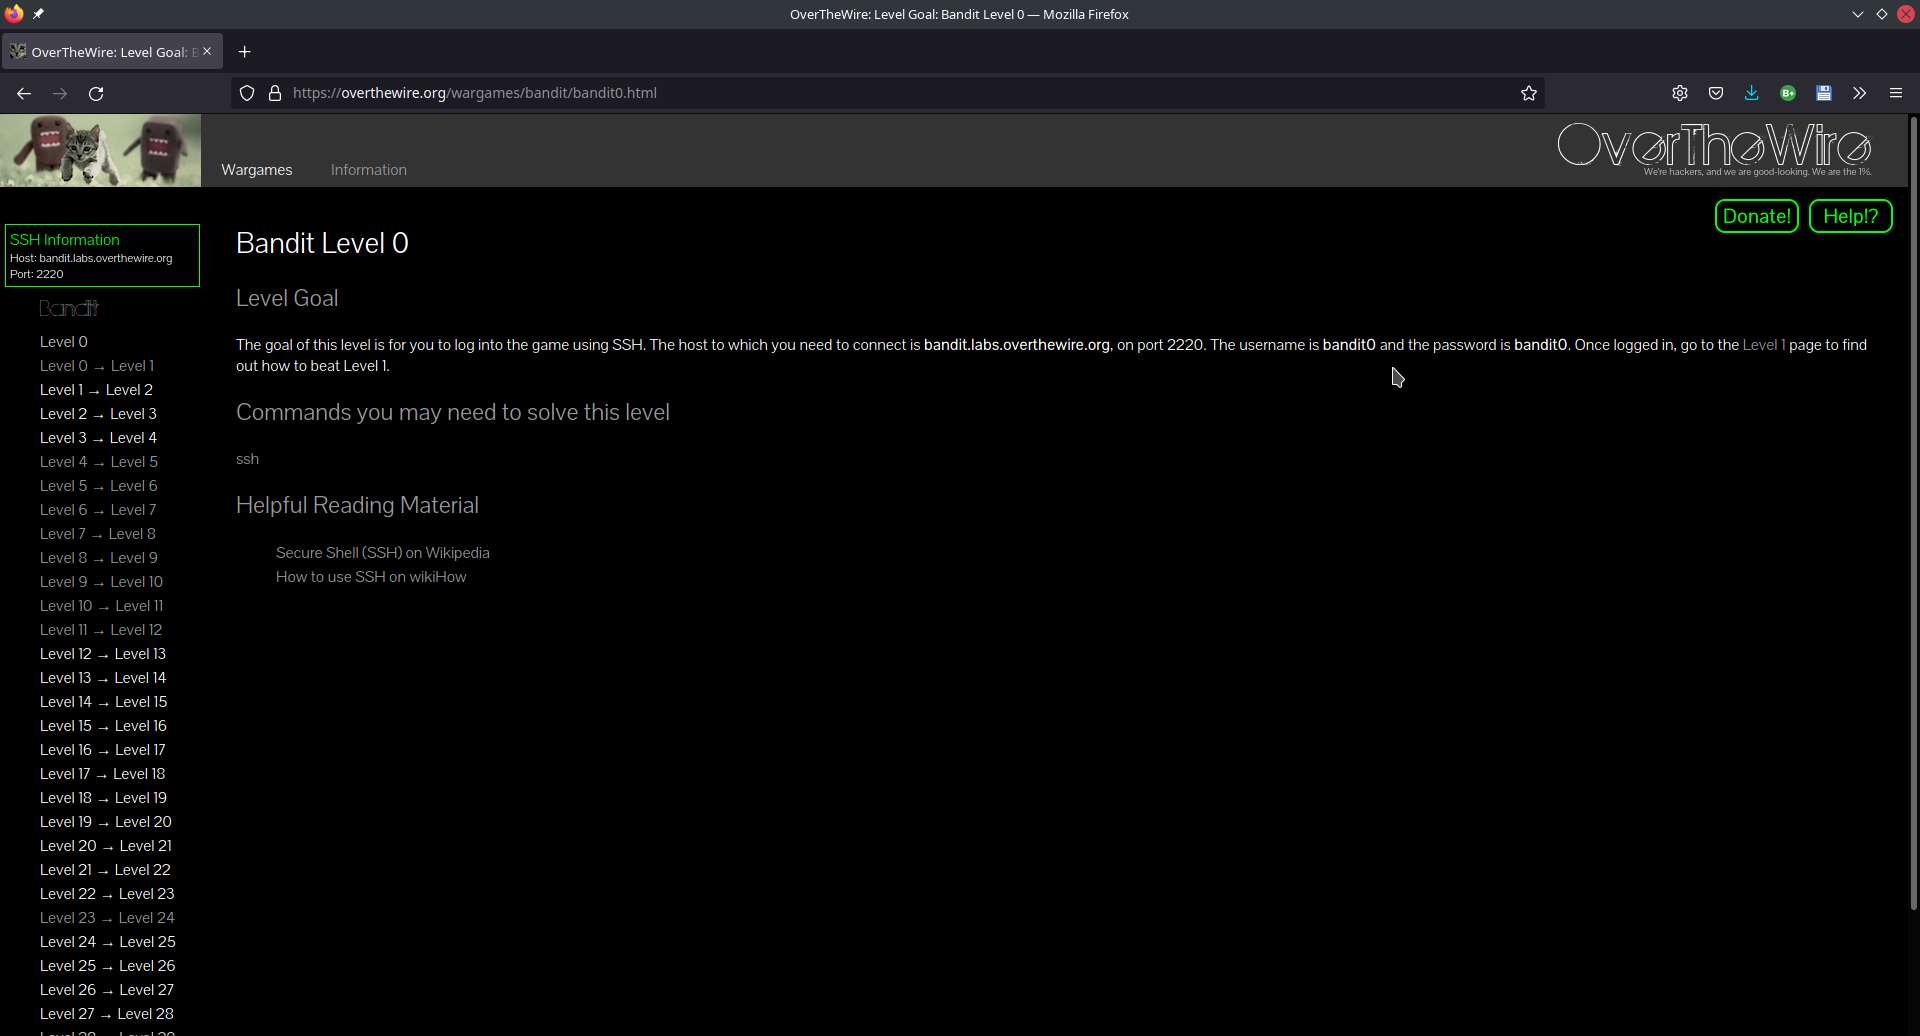 OverTheWire: Level Goal: Bandit Level 0 — Mozilla Firefox
OverTheWire: Level Goal: B
https://overthewire.org/wargames/bandit/bandit0.html
B+
Wargames
Information
OverTheWire
We're hackers, and we are good-looking. We are the 1%.
Donate!
Help!?
SSH Information
Host: bandit.labs.overthewire.org
Port: 2220
Bandit
Level 0
Level 0 → Level 1
Level 1 → Level 2
Level 2 → Level 3
Level 3 → Level 4
Level 4 → Level 5
Level 5 → Level 6
Level 6 → Level 7
Level 7 → Level 8
Level 8 → Level 9
Level 9 → Level 10
Level 10 → Level 11
Level 11 → Level 12
Level 12 → Level 13
Level 13 → Level 14
Level 14 → Level 15
Level 15 → Level 16
Level 16 → Level 17
Level 17 → Level 18
Level 18 → Level 19
Level 19 → Level 20
Level 20 → Level 21
Level 21 → Level 22
Level 22 → Level 23
Level 23 → Level 24
Level 24 → Level 25
Level 25 → Level 26
Level 26 → Level 27
Level 27 → Level 28
Bandit Level 0
Level Goal
The goal of this level is for you to log into the game using SSH. The host to which you need to connect is bandit.labs.overthewire.org, on port 2220. The username is bandit0 and the password is bandit0. Once logged in, go to the Level 1 page to find
out how to beat Level 1.
Commands you may need to solve this level
ssh
Helpful Reading Material
Secure Shell (SSH) on Wikipedia
How to use SSH on wikiHow